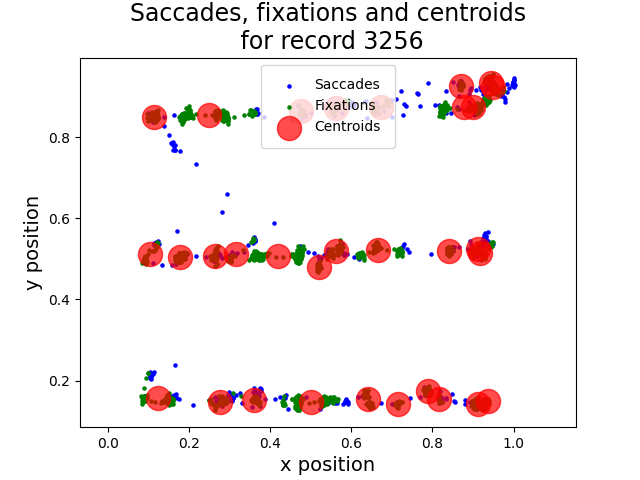 Saccades, fixations and centroids
for record 3256
Saccades
Fixations
Centroids
0.8
0.6
0.4
0.2
y position
0.0 0.2 0.4 0.6 0.8 1.0
x position